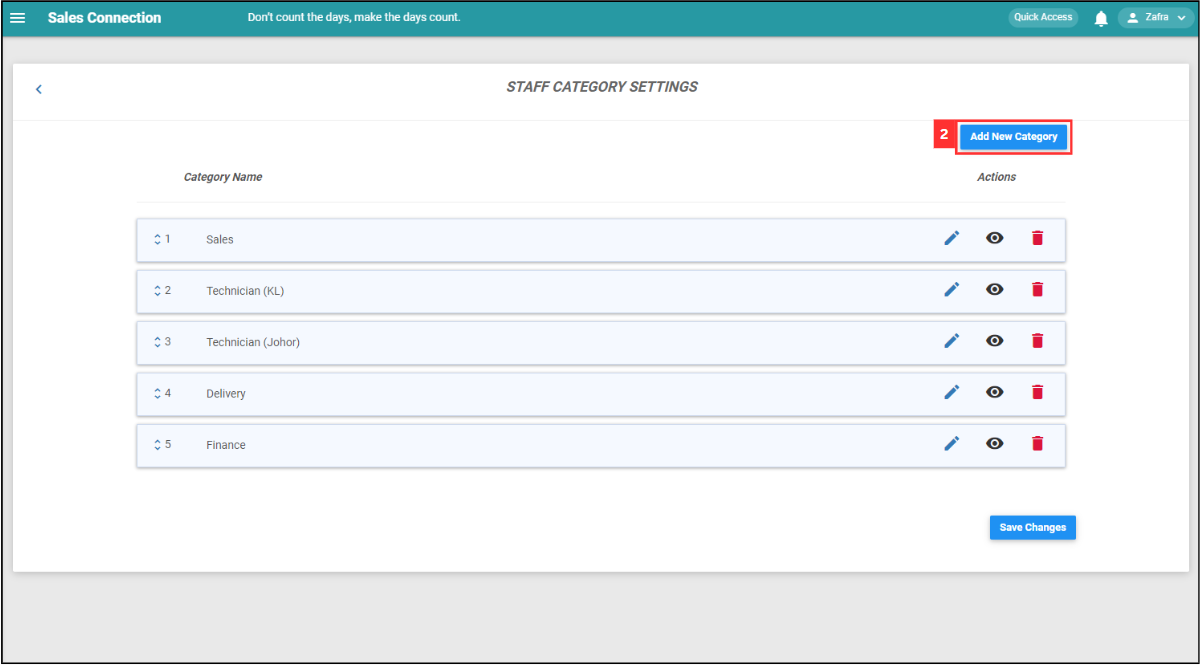 Sales Connection Don't count the days, make the days count. Quick Access Zafra
STAFF CATEGORY SETTINGS
2 Add New Category
Category Name Actions
1 Sales
2 Technician (KL)
3 Technician (Johor)
4 Delivery
5 Finance
Save Changes